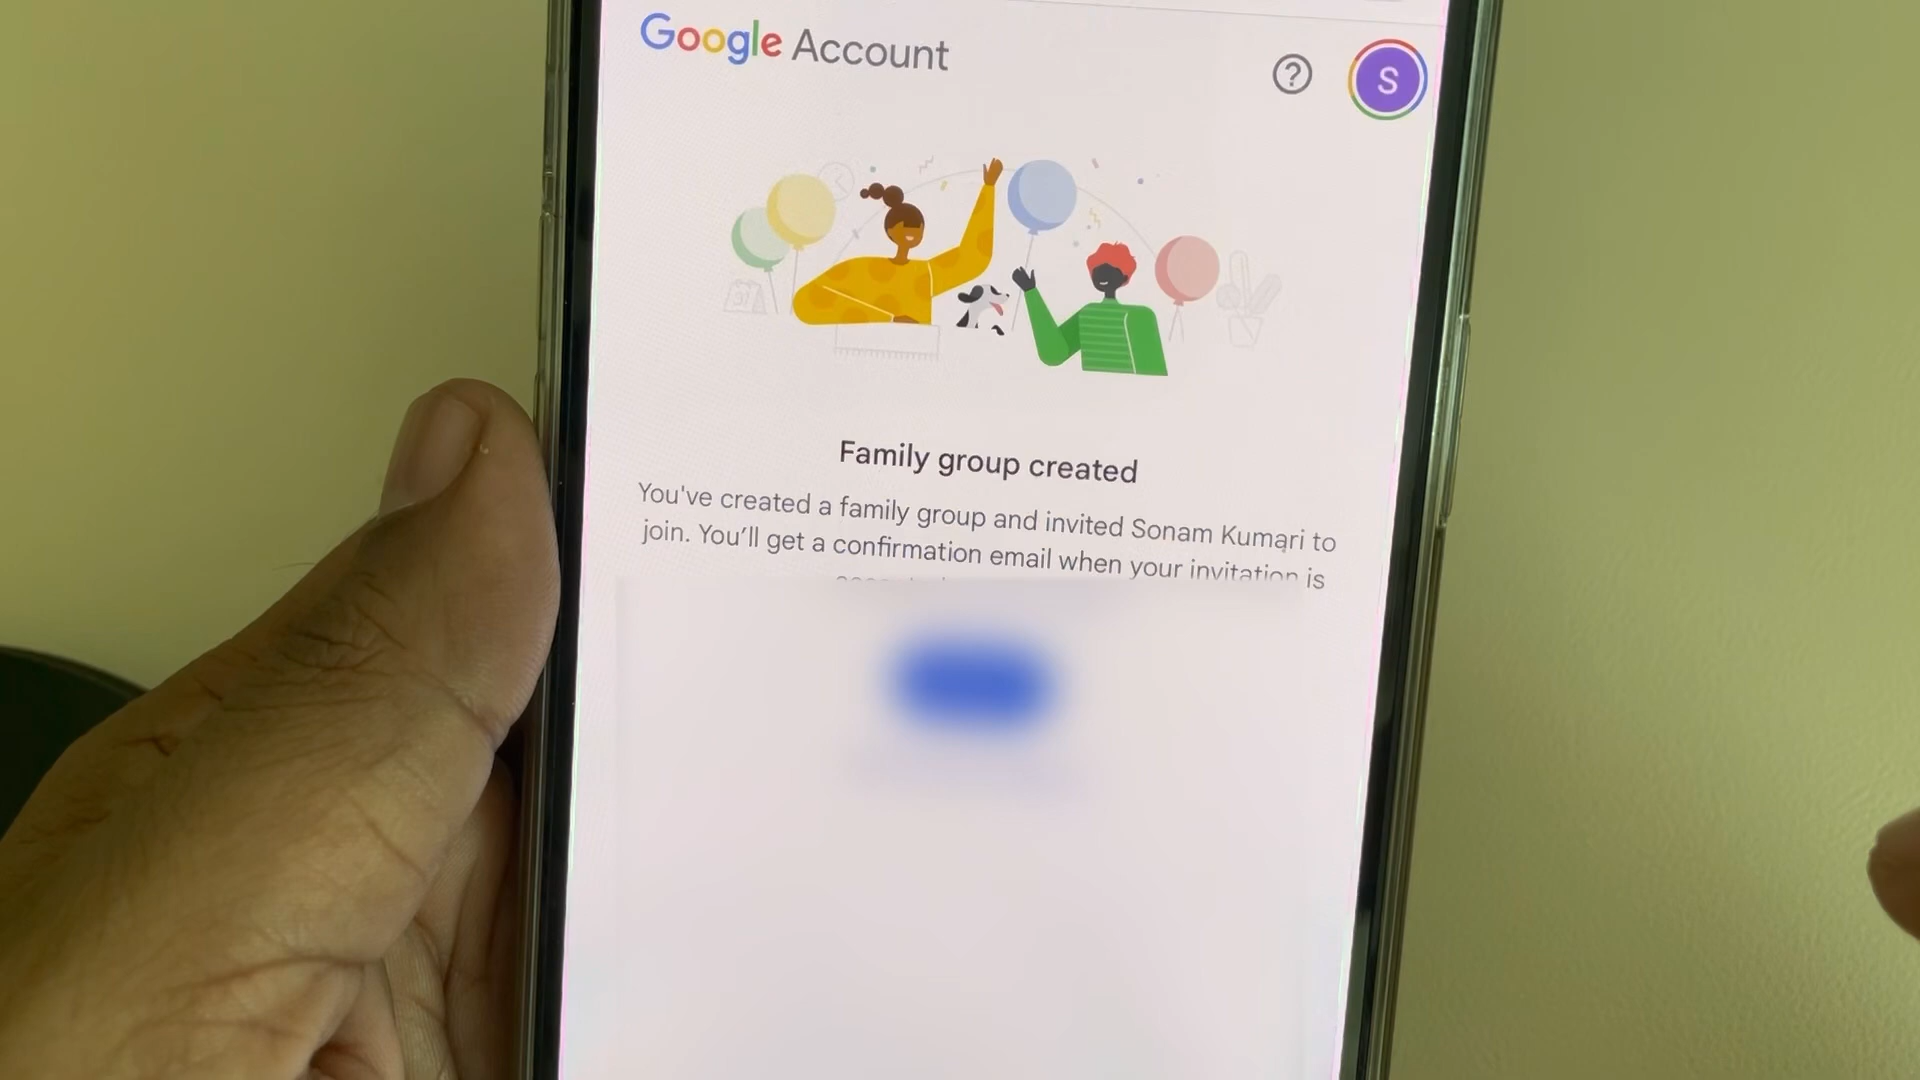 Google Account
S
Family group created
You've created a family group and invited Sonam Kumari to
join. You'll get a confirmation email when your invitation is